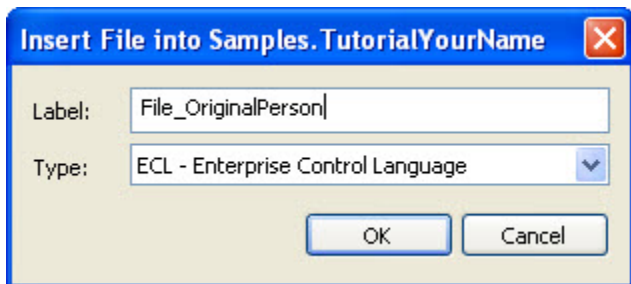 Insert File into Samples.TutorialYourName
Label: File_OriginalPerson
Type: ECL - Enterprise Control Language
OK Cancel